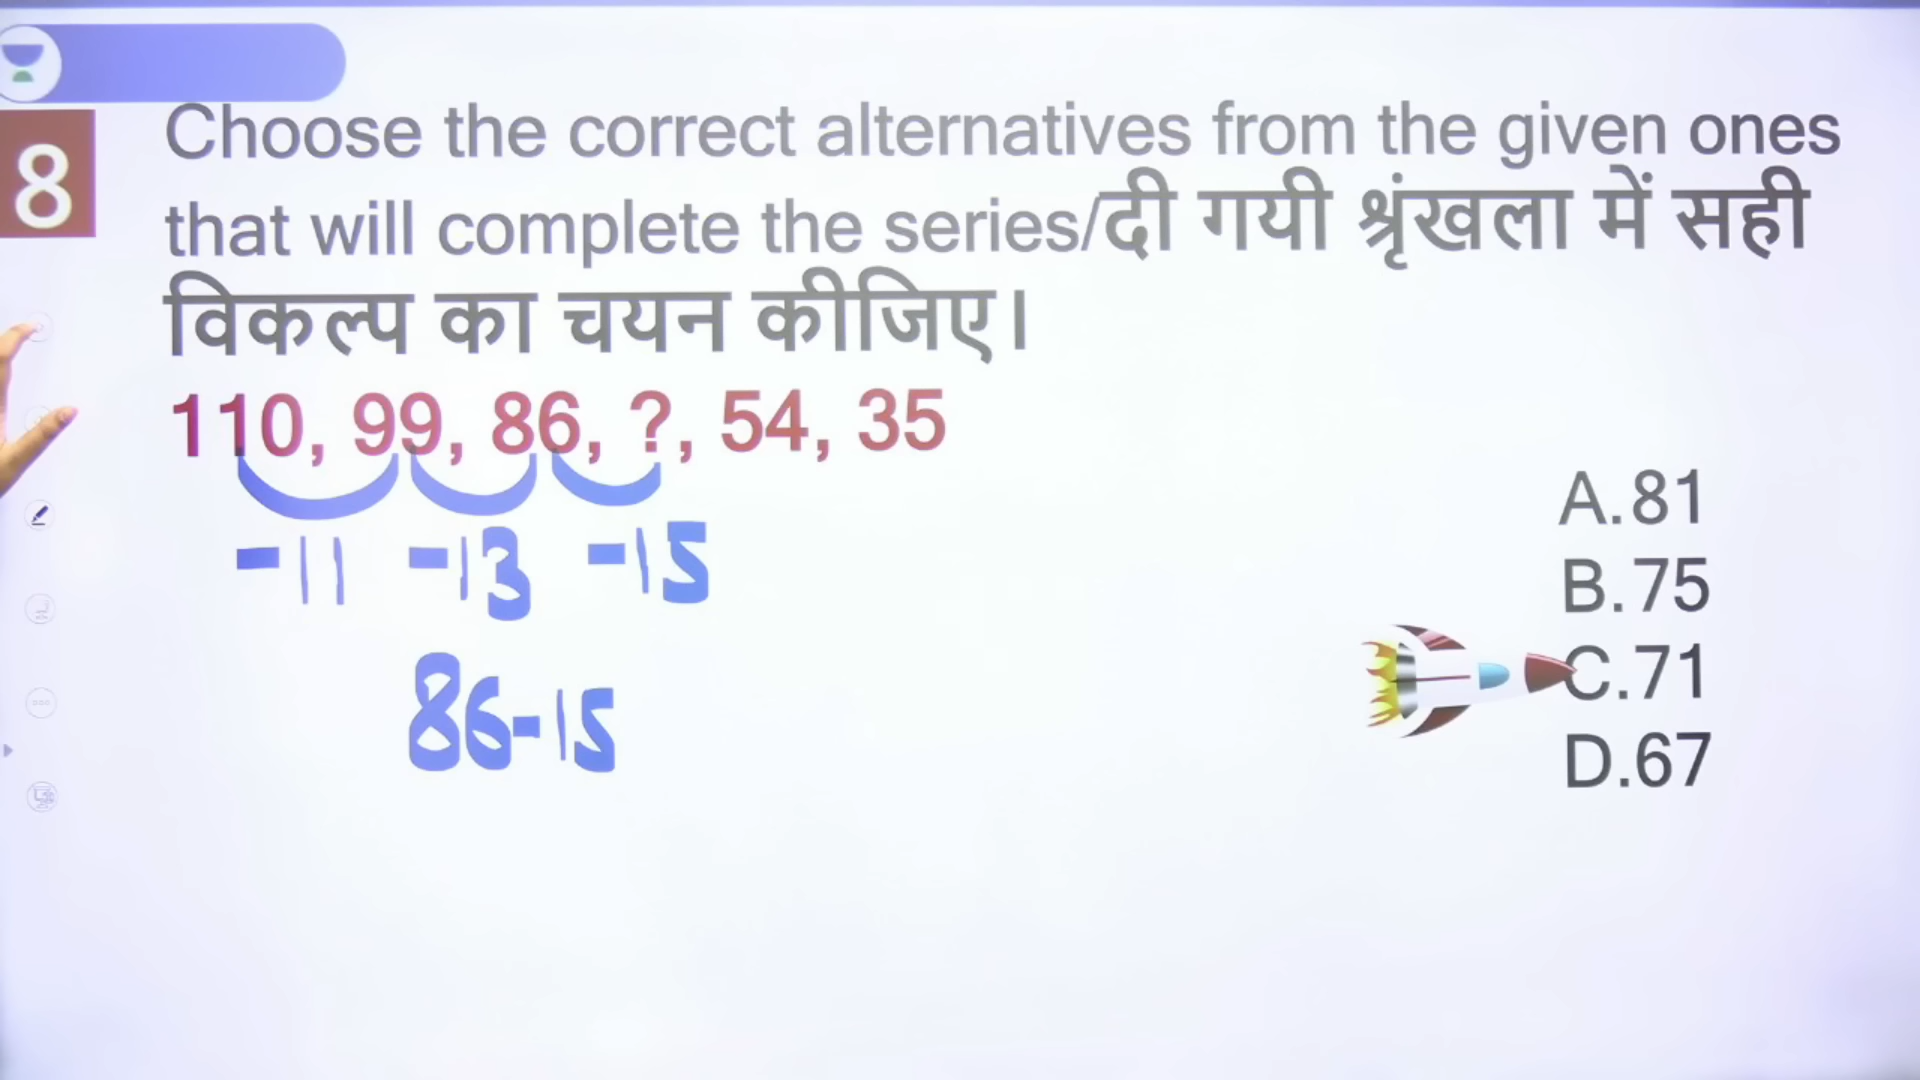 8
Choose the correct alternatives from the given ones
that will complete the series/दी गयी श्रृंखला में सही
विकल्प का चयन कीजिए।
110, 99, 86, ?, 54, 35
-11 -13 -15
86-15
A.81
B.75
C.71
D.67